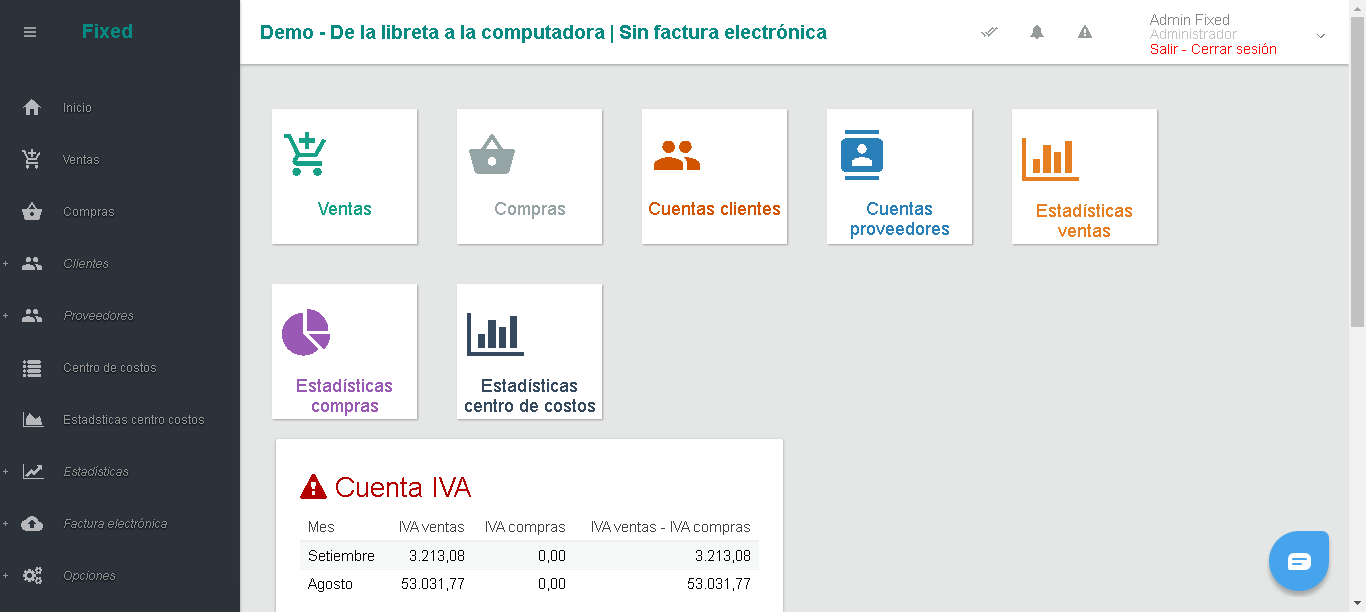 Fixed
Demo - De la libreta a la computadora | Sin factura electrónica
Admin Fixed
Administrador
Salir - Cerrar sesión
Inicio
Ventas
Compras
+ Clientes
+ Proveedores
Centro de costos
Estadsticas centro costos
+ Estadísticas
+ Factura electrónica
+ Opciones
Ventas
Compras
Cuentas clientes
Cuentas
proveedores
Estadísticas
ventas
Estadísticas
compras
Estadísticas
centro de costos
Cuenta IVA
Mes IVA ventas IVA compras IVA ventas - IVA compras
Setiembre 3.213,08 0,00 3.213,08
Agosto 53.031,77 0,00 53.031,77